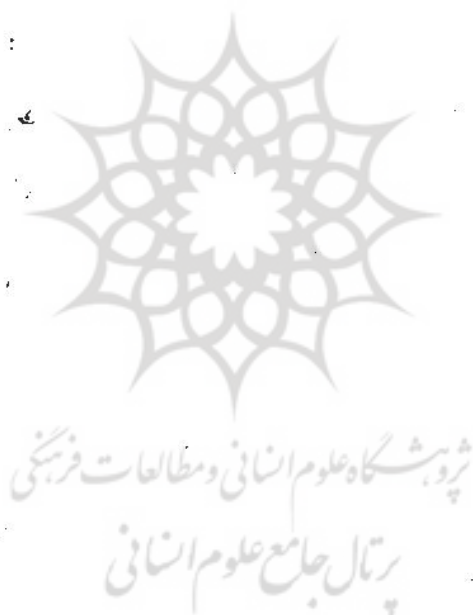 پژوهشگاه علوم انسانی و مطالعات فرهنگی
پرتال جامع علوم انسانی